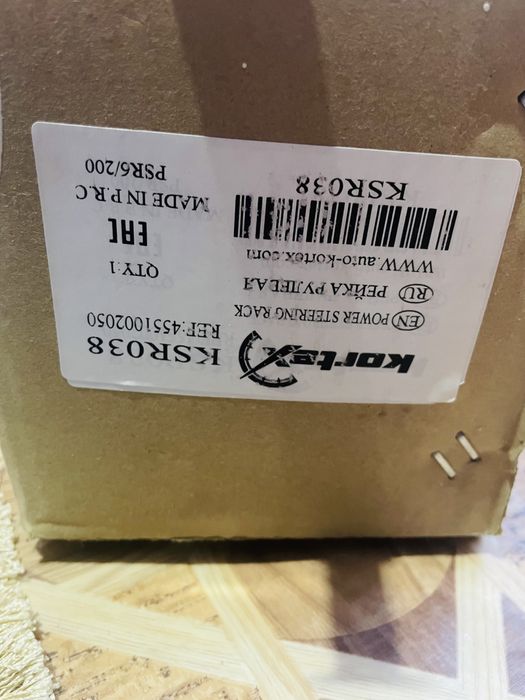 kortex KSR038
REF:4551002050
EN POWER STEERING RACK
RU РЕЙКА РУЛЕВАЯ QTY:1
www.auto-kortex.com EAC
MADE IN P.R.C
KSR038 PSR6/200